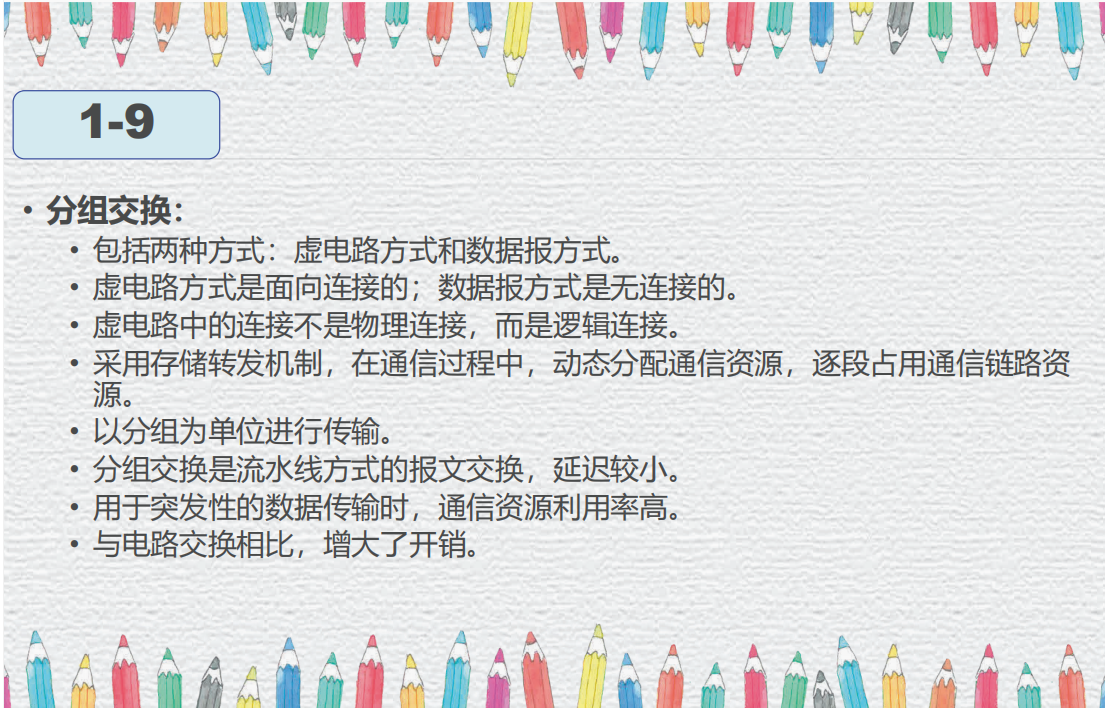 1-9
• 分组交换：
• 包括两种方式：虚电路方式和数据报方式。
• 虚电路方式是面向连接的；数据报方式是无连接的。
• 虚电路中的连接不是物理连接，而是逻辑连接。
• 采用存储转发机制，在通信过程中，动态分配通信资源，逐段占用通信链路资
源。
• 以分组为单位进行传输。
• 分组交换是流水线方式的报文交换，延迟较小。
• 用于突发性的数据传输时，通信资源利用率高。
• 与电路交换相比，增大了开销。